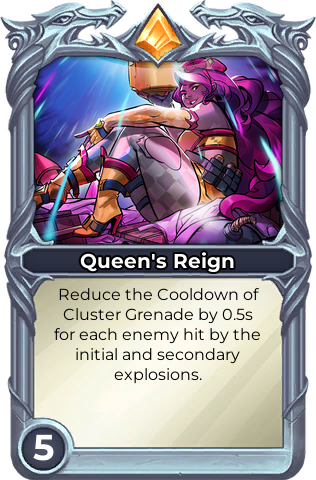 Queen's Reign
Reduce the Cooldown of
Cluster Grenade by 0.5s
for each enemy hit by the
initial and secondary
explosions.
5